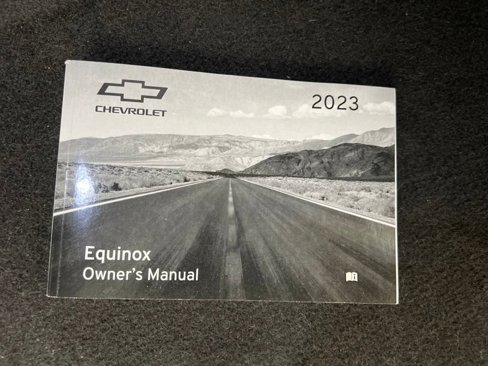 CHEVROLET
2023
Equinox
Owner's Manual